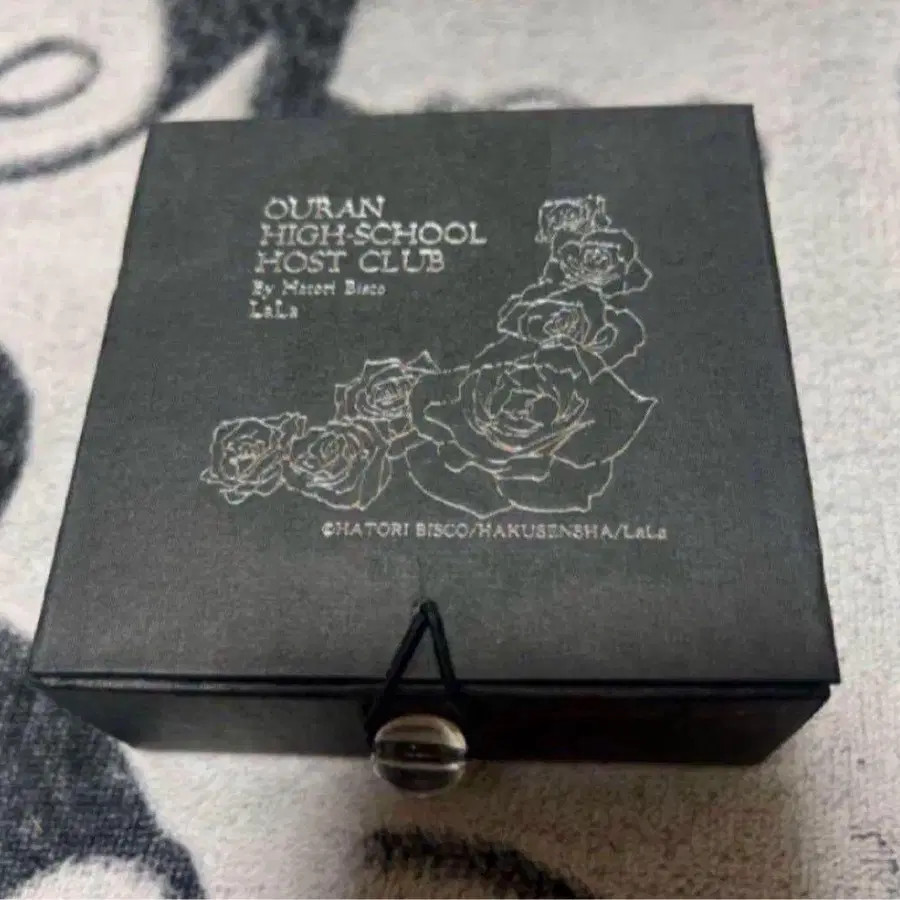 OURAN
HIGH-SCHOOL
HOST CLUB
By Hatori Bisco
LaLa
©HATORI BISCO/HAKUSENSHA/LaLa